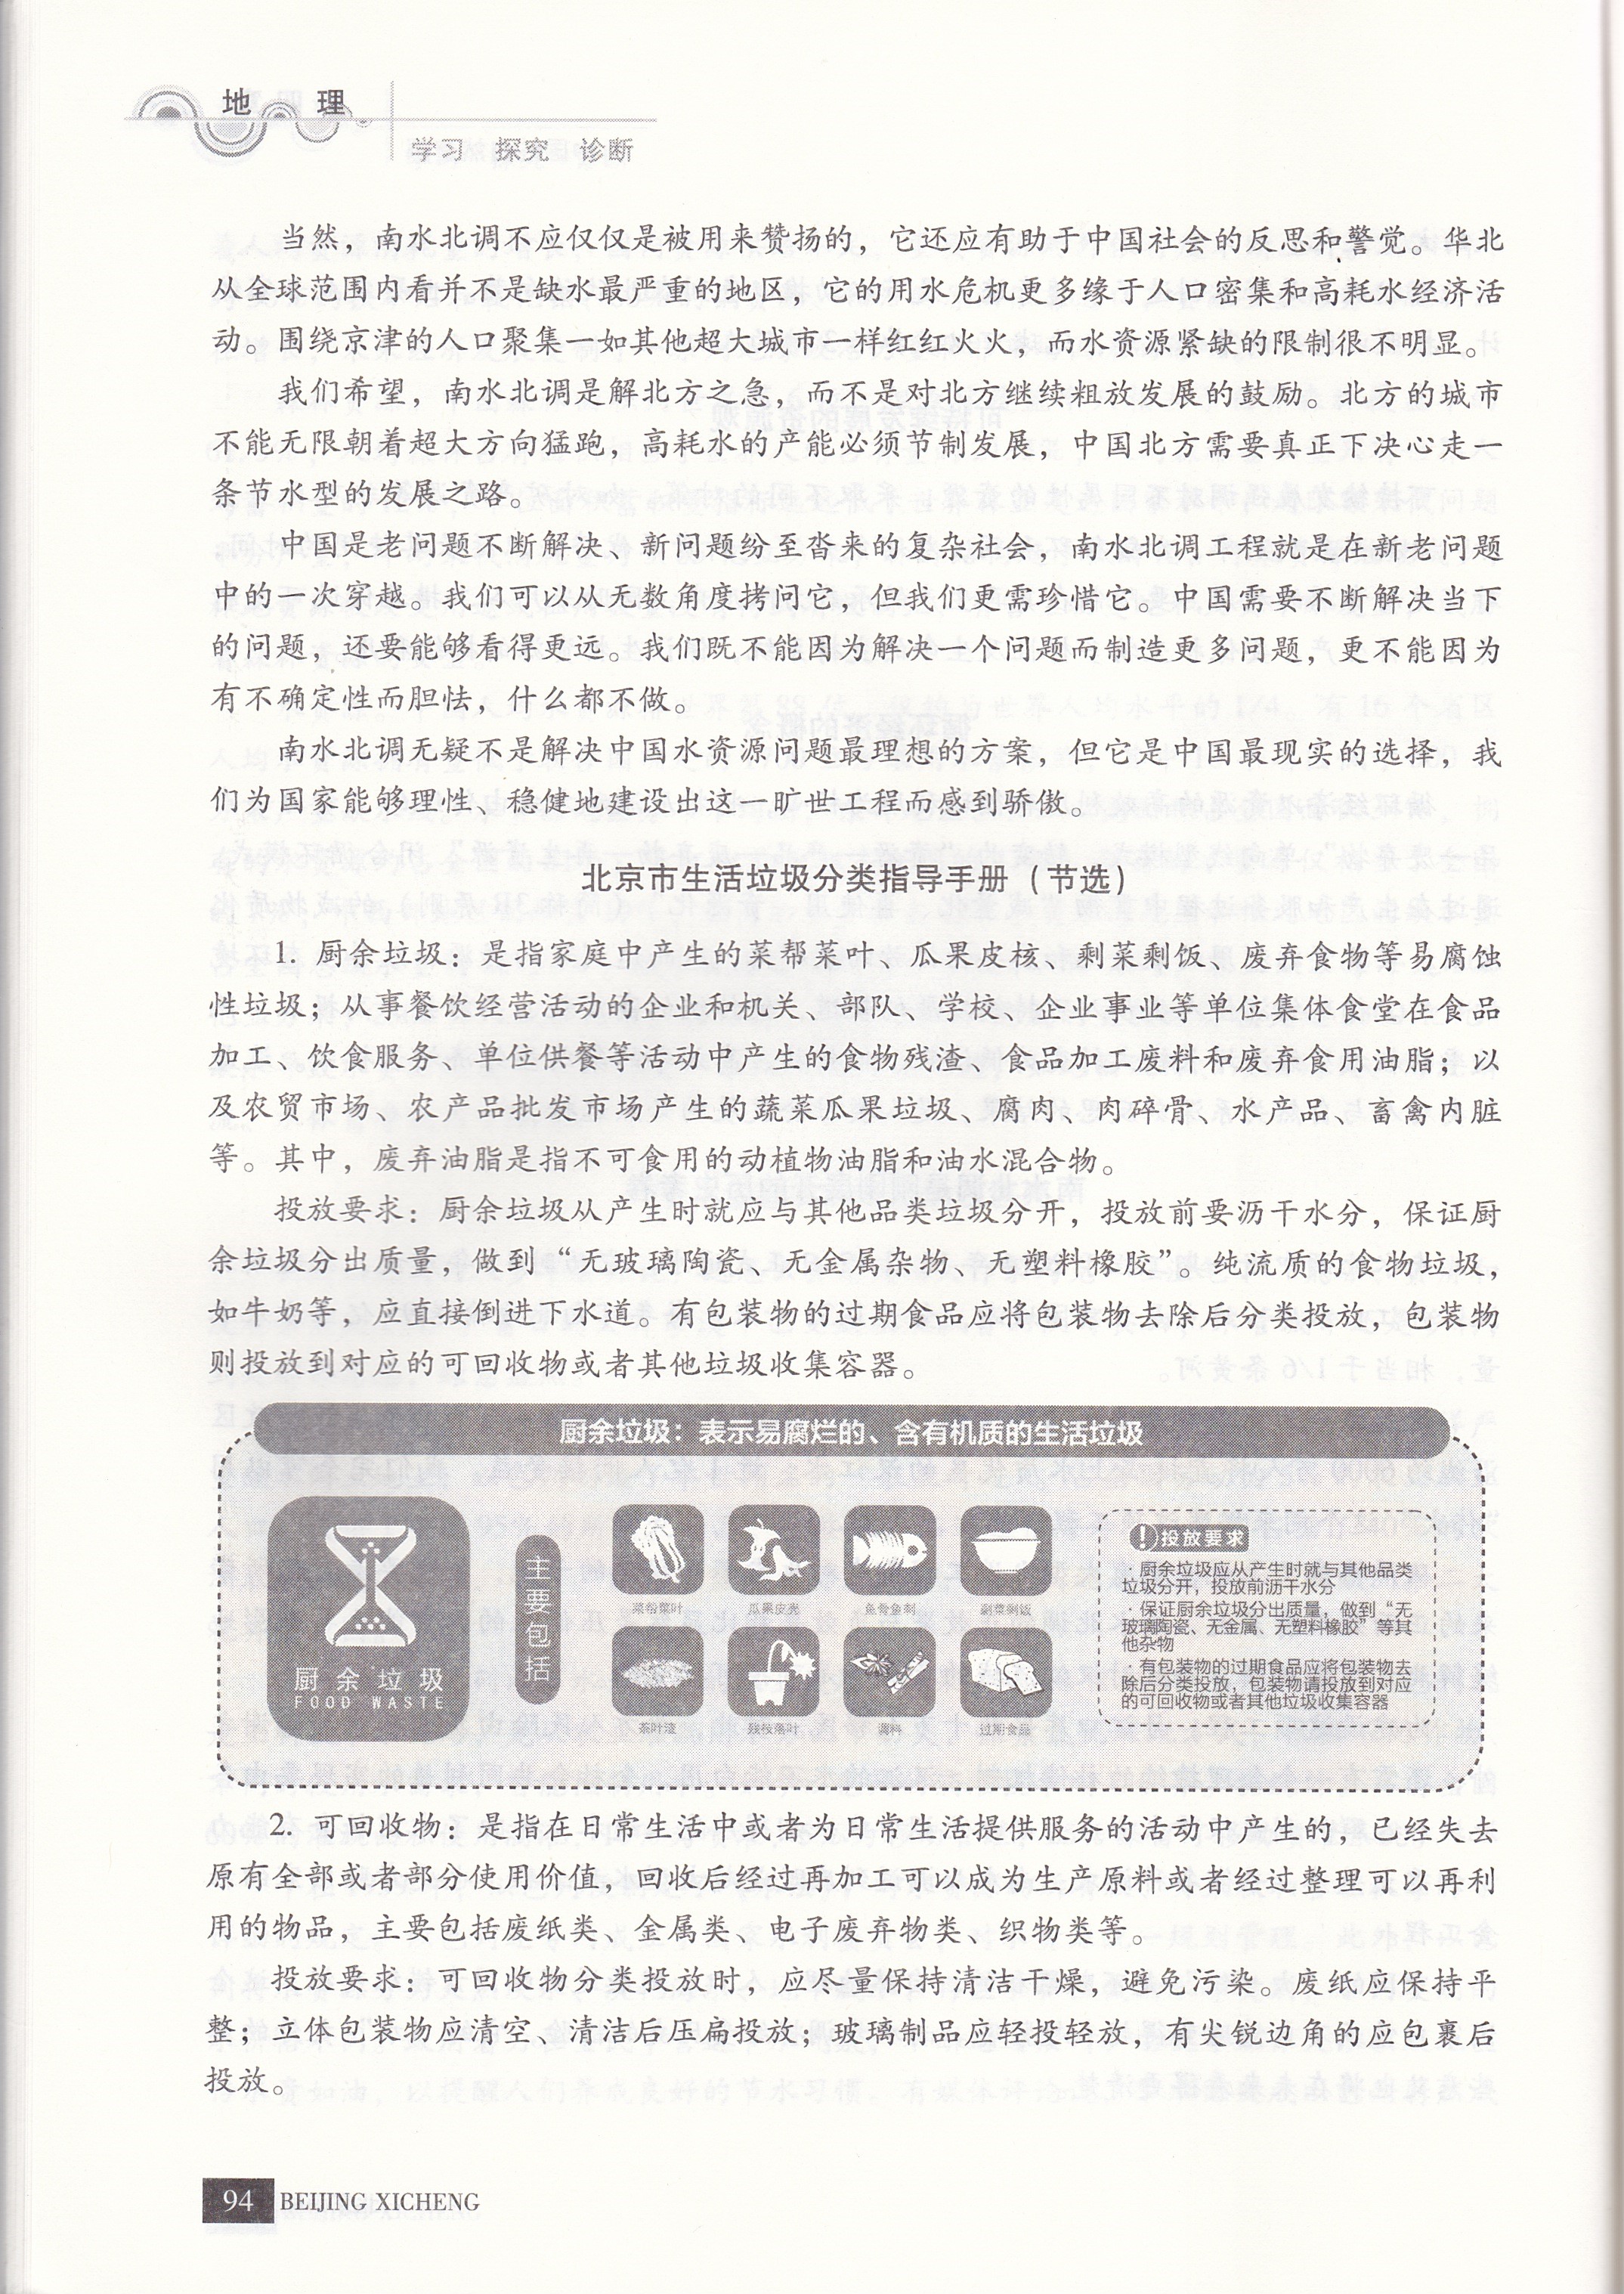 地 理
学习 探究 诊断
当然，南水北调不应仅仅是被用来赞扬的，它还应有助于中国社会的反思和警觉。华北
从全球范围内看并不是缺水最严重的地区，它的用水危机更多缘于人口密集和高耗水经济活
动。围绕京津的人口聚集一如其他超大城市一样红红火火，而水资源紧缺的限制很不明显。
我们希望，南水北调是解北方之急，而不是对北方继续粗放发展的鼓励。北方的城市
不能无限朝着超大方向猛跑，高耗水的产能必须节制发展，中国北方需要真正下决心走一
条节水型的发展之路。
中国是老问题不断解决、新问题纷至沓来的复杂社会，南水北调工程就是在新老问题
中的一次穿越。我们可以从无数角度拷问它，但我们更需珍惜它。中国需要不断解决当下
的问题，还要能够看得更远。我们既不能因为解决一个问题而制造更多问题，更不能因为
有不确定性而胆怯，什么都不做。
南水北调无疑不是解决中国水资源问题最理想的方案，但它是中国最现实的选择，我
们为国家能够理性、稳健地建设出这一旷世工程而感到骄傲。
北京市生活垃圾分类指导手册（节选）
1. 厨余垃圾：是指家庭中产生的菜帮菜叶、瓜果皮核、剩菜剩饭、废弃食物等易腐蚀
性垃圾；从事餐饮经营活动的企业和机关、部队、学校、企业事业等单位集体食堂在食品
加工、饮食服务、单位供餐等活动中产生的食物残渣、食品加工废料和废弃食用油脂；以
及农贸市场、农产品批发市场产生的蔬菜瓜果垃圾、腐肉、肉碎骨、水产品、畜禽内脏
等。其中，废弃油脂是指不可食用的动植物油脂和油水混合物。
投放要求：厨余垃圾从产生时就应与其他品类垃圾分开，投放前要沥干水分，保证厨
余垃圾分出质量，做到“无玻璃陶瓷、无金属杂物、无塑料橡胶”。纯流质的食物垃圾，
如牛奶等，应直接倒进下水道。有包装物的过期食品应将包装物去除后分类投放，包装物
则投放到对应的可回收物或者其他垃圾收集容器。
厨余垃圾：表示易腐烂的、含有机质的生活垃圾
厨余垃圾
FOOD WASTE
主要包括
菜帮菜叶 瓜果皮壳 鱼骨鱼刺 剩菜剩饭
茶叶渣 残枝落叶 调料 过期食品
！投放要求
·厨余垃圾应从产生时就与其他品类
垃圾分开，投放前沥干水分
·保证厨余垃圾分出质量，做到“无
玻璃陶瓷、无金属、无塑料橡胶”等其
他杂物
·有包装物的过期食品应将包装物去
除后分类投放，包装物请投放到对应
的可回收物或者其他垃圾收集容器
2. 可回收物：是指在日常生活中或者为日常生活提供服务的活动中产生的，已经失去
原有全部或者部分使用价值，回收后经过再加工可以成为生产原料或者经过整理可以再利
用的物品，主要包括废纸类、金属类、电子废弃物类、织物类等。
投放要求：可回收物分类投放时，应尽量保持清洁干燥，避免污染。废纸应保持平
整；立体包装物应清空、清洁后压扁投放；玻璃制品应轻投轻放，有尖锐边角的应包裹后
投放。
94 BEIJING XICHENG